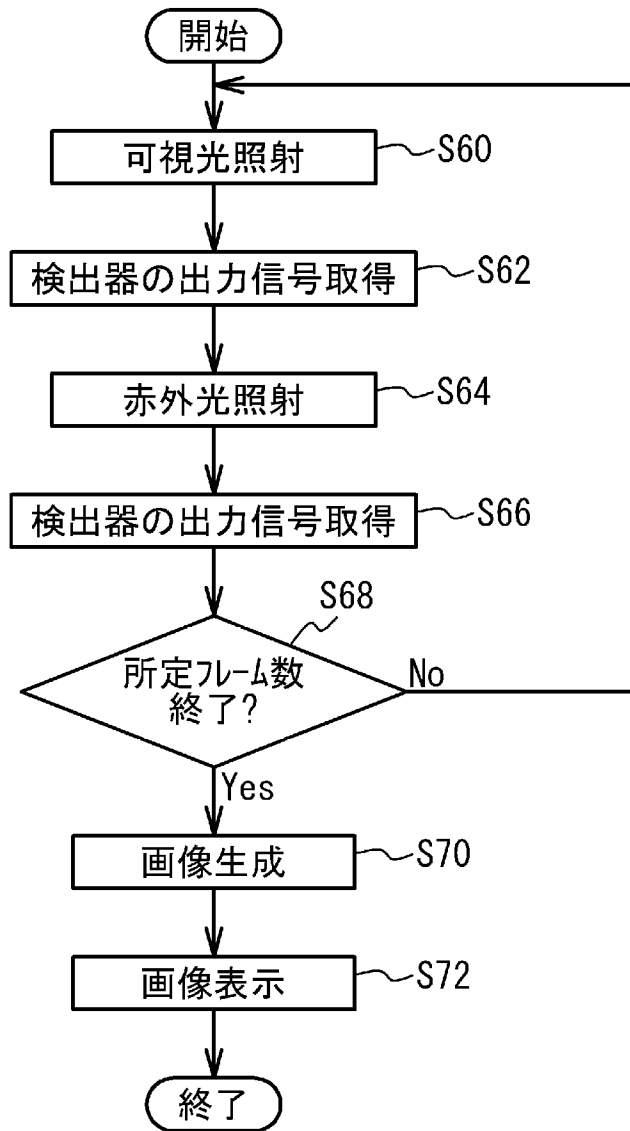 開始
可視光照射
S60
検出器の出力信号取得
S62
赤外光照射
S64
検出器の出力信号取得
S66
S68
所定フレーム数
終了?
No
Yes
画像生成
S70
画像表示
S72
終了